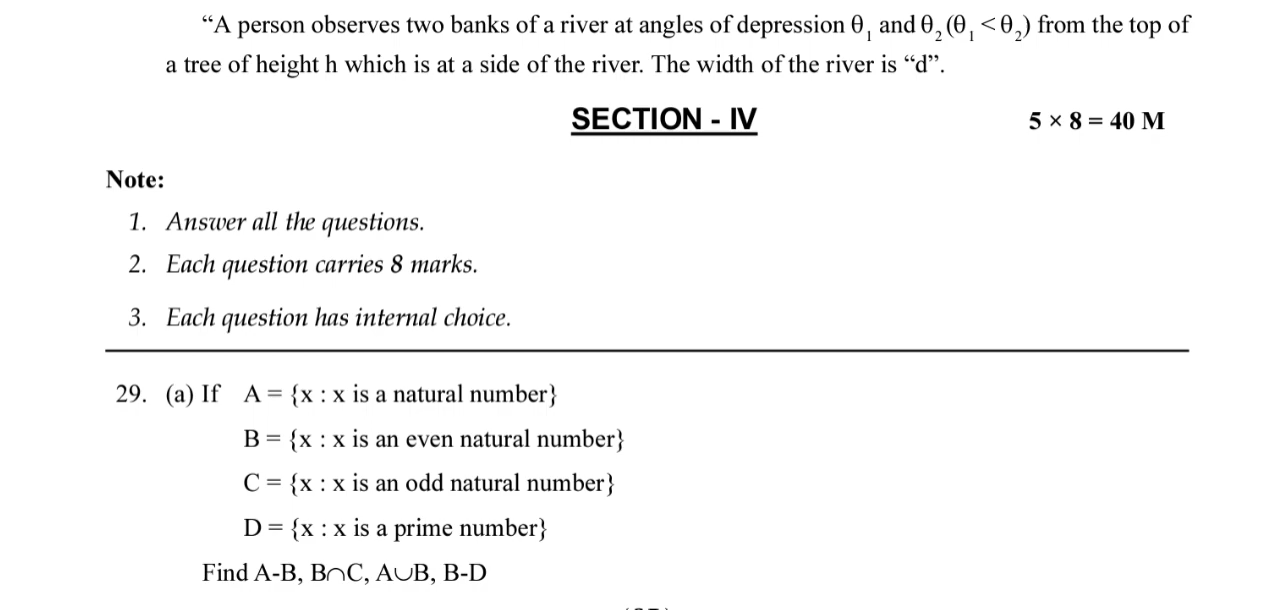 “A person observes two banks of a river at angles of depression θ₁ and θ₂ (θ₁ < θ₂) from the top of
a tree of height h which is at a side of the river. The width of the river is “d”.
SECTION - IV 5 × 8 = 40 M
Note:
1. Answer all the questions.
2. Each question carries 8 marks.
3. Each question has internal choice.
29. (a) If A = {x : x is a natural number}
B = {x : x is an even natural number}
C = {x : x is an odd natural number}
D = {x : x is a prime number}
Find A-B, B∩C, A∪B, B-D